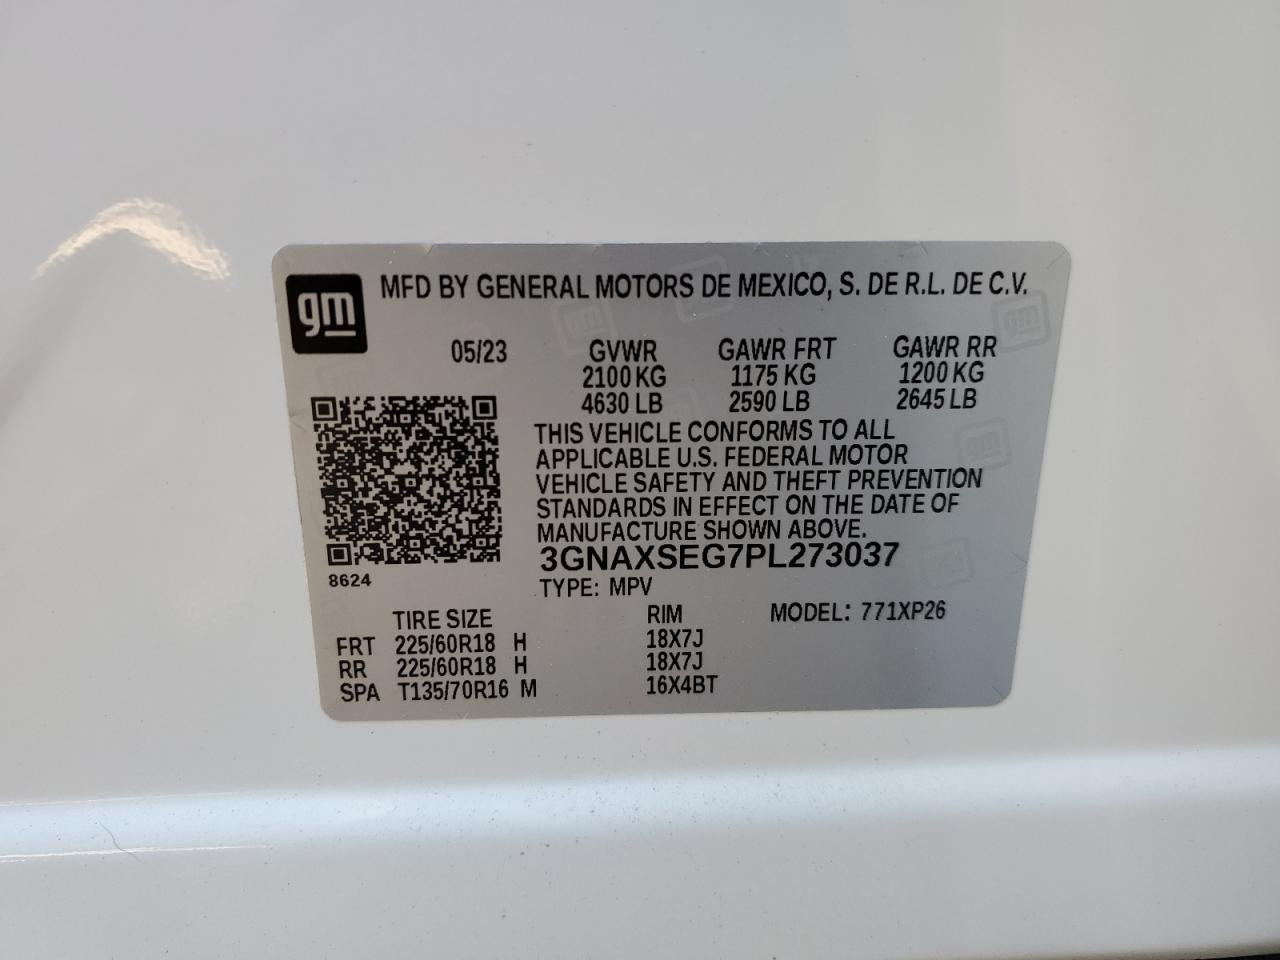 gm
MFD BY GENERAL MOTORS DE MEXICO, S. DE R.L. DE C.V.
05/23 GVWR GAWR FRT GAWR RR
2100 KG 1175 KG 1200 KG
4630 LB 2590 LB 2645 LB
THIS VEHICLE CONFORMS TO ALL
APPLICABLE U.S. FEDERAL MOTOR
VEHICLE SAFETY AND THEFT PREVENTION
STANDARDS IN EFFECT ON THE DATE OF
MANUFACTURE SHOWN ABOVE.
3GNAXSEG7PL273037
8624
TYPE: MPV
TIRE SIZE RIM MODEL: 771XP26
FRT 225/60R18 H 18X7J
RR 225/60R18 H 18X7J
SPA T135/70R16 M 16X4BT